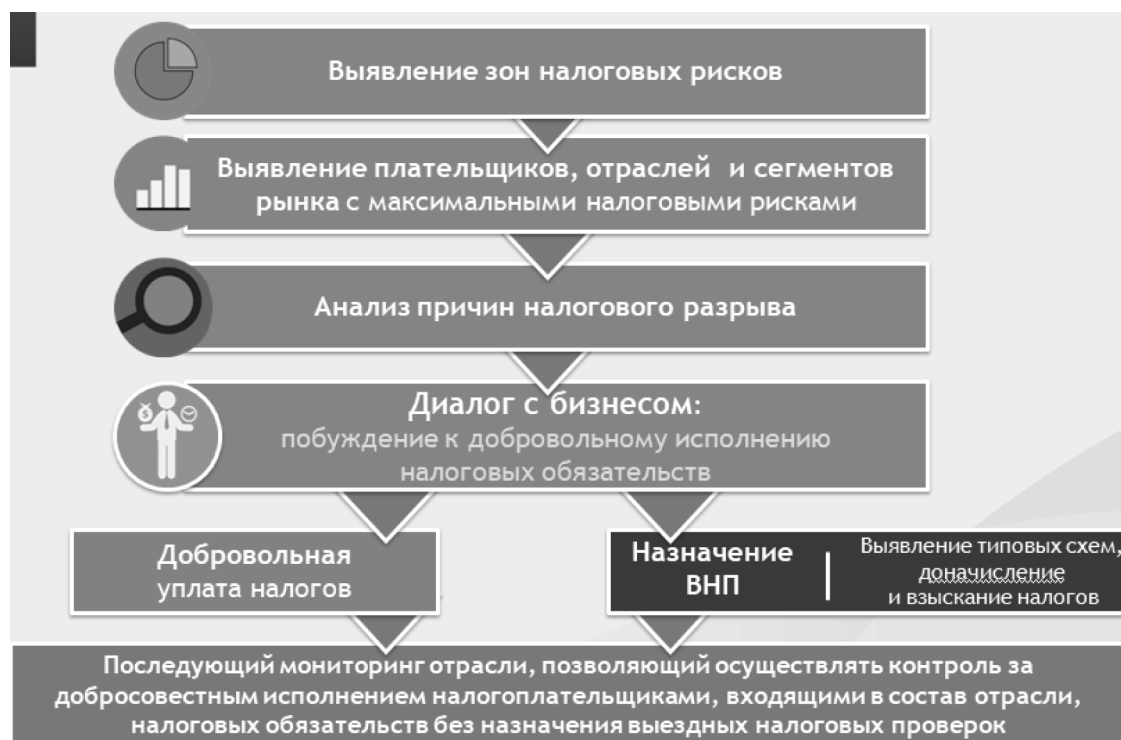 Выявление зон налоговых рисков
Выявление плательщиков, отраслей и сегментов
рынка с максимальными налоговыми рисками
Анализ причин налогового разрыва
Диалог с бизнесом:
побуждение к добровольному исполнению
налоговых обязательств
Добровольная
уплата налогов
Назначение
ВНП
Выявление типовых схем,
доначисление
и взыскание налогов
Последующий мониторинг отрасли, позволяющий осуществлять контроль за
добросовестным исполнением налогоплательщиками, входящими в состав отрасли,
налоговых обязательств без назначения выездных налоговых проверок